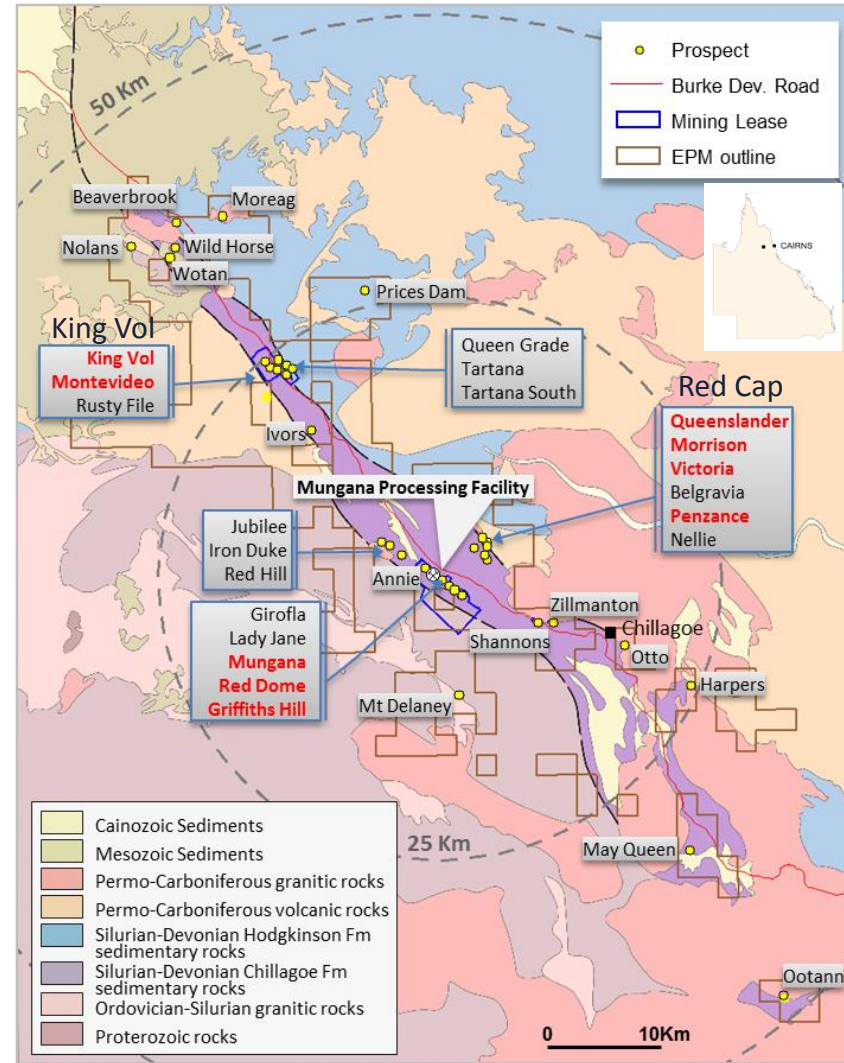 50 Km
Prospect
Burke Dev. Road
Mining Lease
EPM outline
CAIRNS
Beaverbrook
Moreag
Nolans
Wild Horse
Wotan
Prices Dam
King Vol
King Vol
Montevideo
Rusty File
Queen Grade
Tartana
Tartana South
Red Cap
Queenslander
Morrison
Victoria
Belgravia
Penzance
Nellie
Ivors
Mungana Processing Facility
Jubilee
Iron Duke
Red Hill
Annie
Girofla
Lady Jane
Mungana
Red Dome
Griffiths Hill
Zillmanton
Shannons
Chillagoe
Otto
Harpers
Mt Delaney
25 Km
May Queen
Ootann
Cainozoic Sediments
Mesozoic Sediments
Permo-Carboniferous granitic rocks
Permo-Carboniferous volcanic rocks
Silurian-Devonian Hodgkinson Fm
sedimentary rocks
Silurian-Devonian Chillagoe Fm
sedimentary rocks
Ordovician-Silurian granitic rocks
Proterozoic rocks
0 10Km